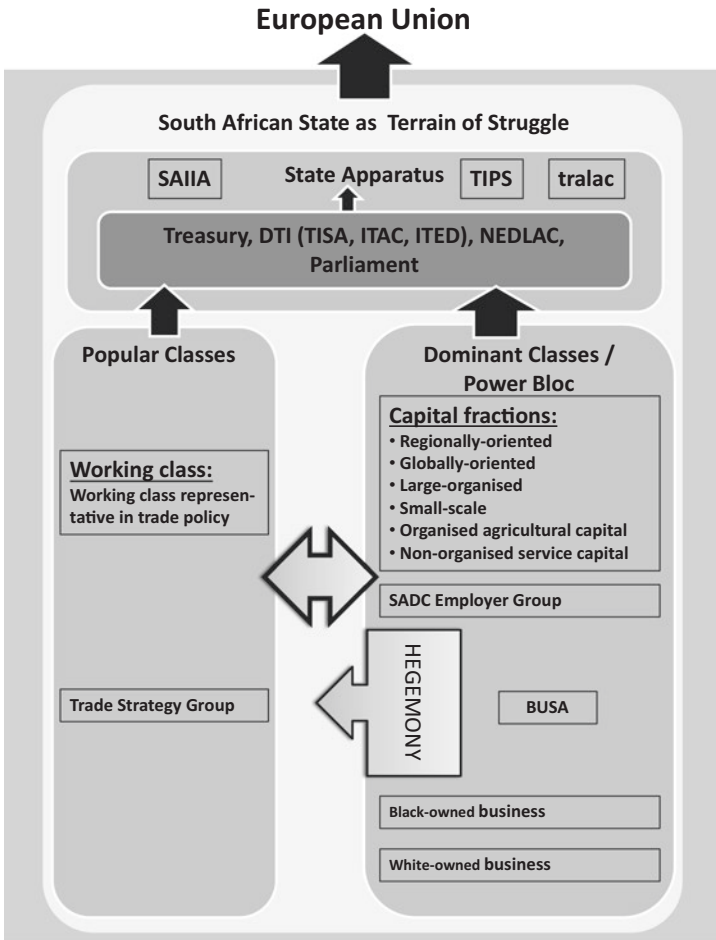 European Union
South African State as Terrain of Struggle
SAIIA
State Apparatus
TIPS
tralac
Treasury, DTI (TISA, ITAC, ITED), NEDLAC,
Parliament
Popular Classes
Working class:
Working class represen-
tative in trade policy
Trade Strategy Group
Dominant Classes /
Power Bloc
Capital fractions:
• Regionally-oriented
• Globally-oriented
• Large-organised
• Small-scale
• Organised agricultural capital
• Non-organised service capital
SADC Employer Group
HEGEMONY
BUSA
Black-owned business
White-owned business